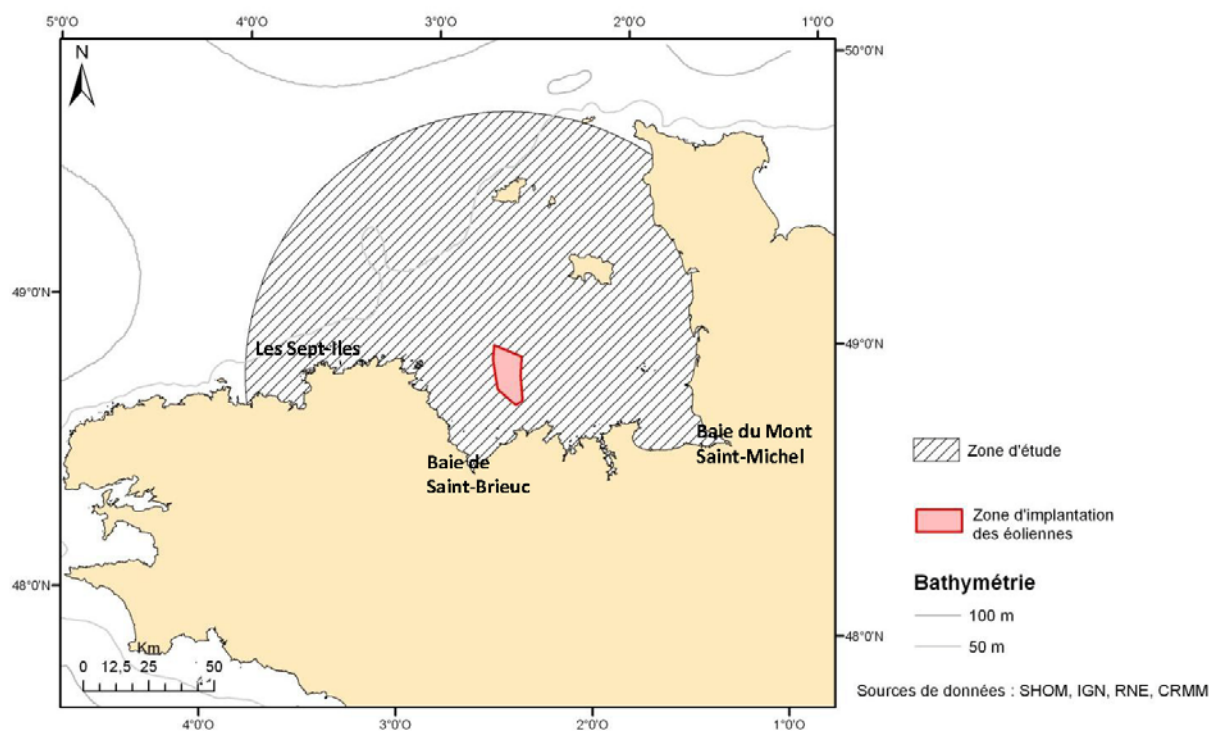 5°0'O 4°0'O 3°0'O 2°0'O 1°0'O
N
50°0'N
49°0'N
49°0'N
Les Sept-Iles
Baie du Mont
Saint-Michel
Baie de
Saint-Brieuc
48°0'N
48°0'N
Km
0 12,5 25 50
4°0'O 3°0'O 2°0'O 1°0'O
Zone d'étude
Zone d'implantation
des éoliennes
Bathymétrie
100 m
50 m
Sources de données : SHOM, IGN, RNE, CRMM